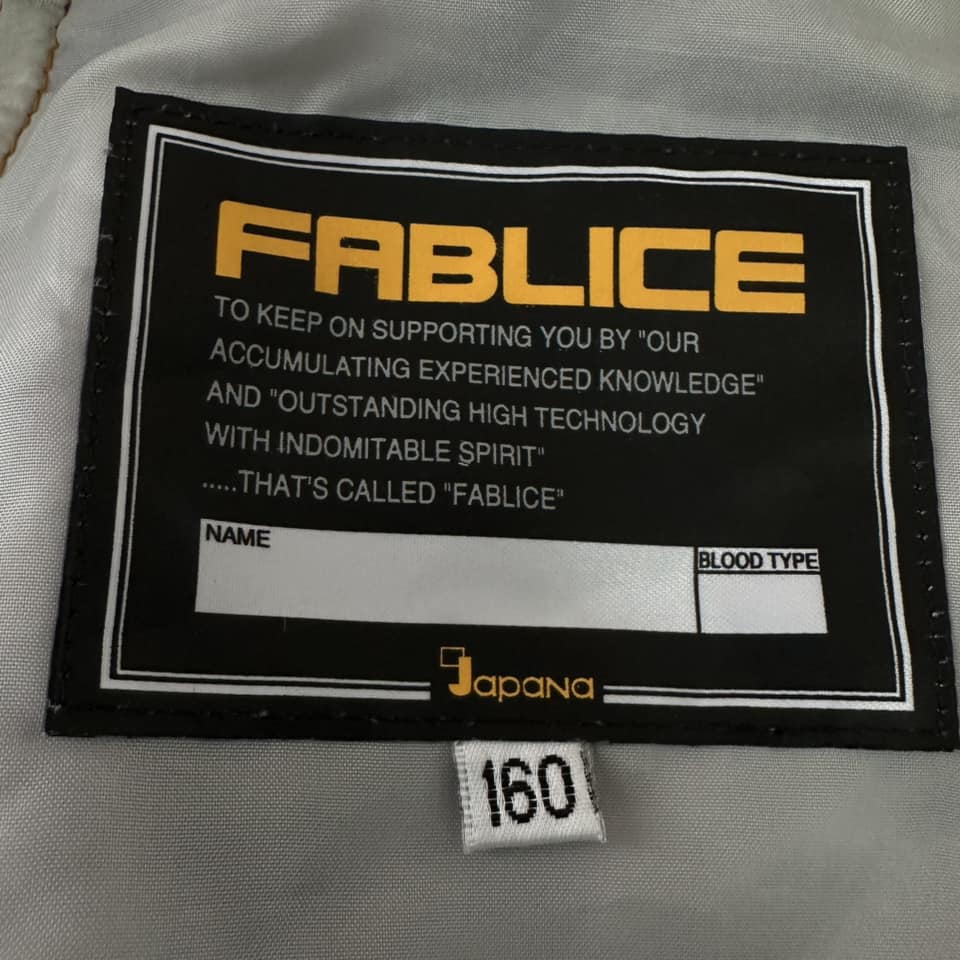 FABLICE
TO KEEP ON SUPPORTING YOU BY "OUR
ACCUMULATING EXPERIENCED KNOWLEDGE"
AND "OUTSTANDING HIGH TECHNOLOGY
WITH INDOMITABLE SPIRIT"
.....THAT'S CALLED "FABLICE"
NAME
BLOOD TYPE
Japana
160